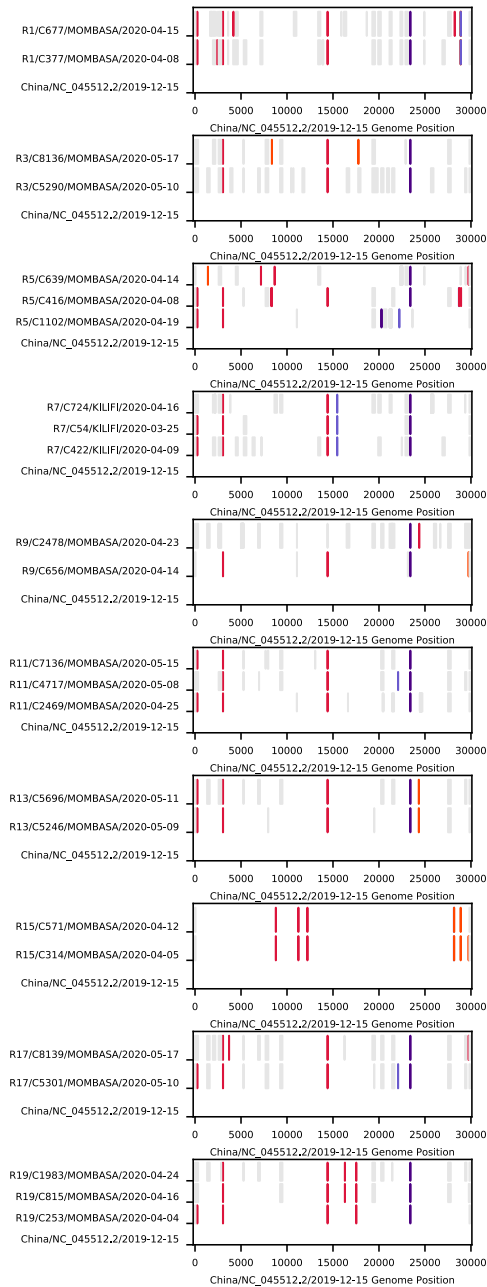 R1/C677/MOMBASA/2020-04-15
R1/C377/MOMBASA/2020-04-08
China/NC_045512.2/2019-12-15
0 5000 10000 15000 20000 25000 30000
China/NC_045512.2/2019-12-15 Genome Position
R3/C8136/MOMBASA/2020-05-17
R3/C5290/MOMBASA/2020-05-10
China/NC_045512.2/2019-12-15
0 5000 10000 15000 20000 25000 30000
China/NC_045512.2/2019-12-15 Genome Position
R5/C639/MOMBASA/2020-04-14
R5/C416/MOMBASA/2020-04-08
R5/C1102/MOMBASA/2020-04-19
China/NC_045512.2/2019-12-15
0 5000 10000 15000 20000 25000 30000
China/NC_045512.2/2019-12-15 Genome Position
R7/C724/KILIFI/2020-04-16
R7/C54/KILIFI/2020-03-25
R7/C422/KILIFI/2020-04-09
China/NC_045512.2/2019-12-15
0 5000 10000 15000 20000 25000 30000
China/NC_045512.2/2019-12-15 Genome Position
R9/C2478/MOMBASA/2020-04-23
R9/C656/MOMBASA/2020-04-14
China/NC_045512.2/2019-12-15
0 5000 10000 15000 20000 25000 30000
China/NC_045512.2/2019-12-15 Genome Position
R11/C7136/MOMBASA/2020-05-15
R11/C4717/MOMBASA/2020-05-08
R11/C2469/MOMBASA/2020-04-25
China/NC_045512.2/2019-12-15
0 5000 10000 15000 20000 25000 30000
China/NC_045512.2/2019-12-15 Genome Position
R13/C5696/MOMBASA/2020-05-11
R13/C5246/MOMBASA/2020-05-09
China/NC_045512.2/2019-12-15
0 5000 10000 15000 20000 25000 30000
China/NC_045512.2/2019-12-15 Genome Position
R15/C571/MOMBASA/2020-04-12
R15/C314/MOMBASA/2020-04-05
China/NC_045512.2/2019-12-15
0 5000 10000 15000 20000 25000 30000
China/NC_045512.2/2019-12-15 Genome Position
R17/C8139/MOMBASA/2020-05-17
R17/C5301/MOMBASA/2020-05-10
China/NC_045512.2/2019-12-15
0 5000 10000 15000 20000 25000 30000
China/NC_045512.2/2019-12-15 Genome Position
R19/C1983/MOMBASA/2020-04-24
R19/C815/MOMBASA/2020-04-16
R19/C253/MOMBASA/2020-04-04
China/NC_045512.2/2019-12-15
0 5000 10000 15000 20000 25000 30000
China/NC_045512.2/2019-12-15 Genome Position